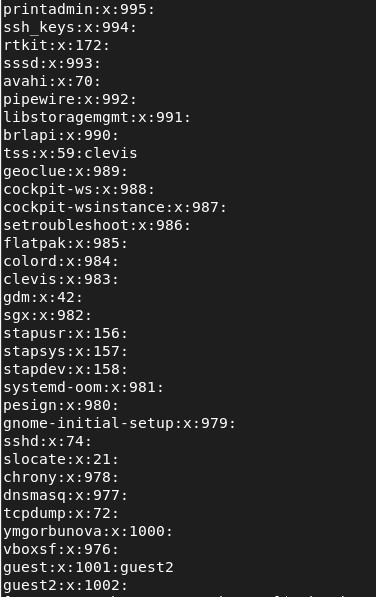 printadmin:x:995:
ssh_keys:x:994:
rtkit:x:172:
sssd:x:993:
avahi:x:70:
pipewire:x:992:
libstoragemgmt:x:991:
brlapi:x:990:
tss:x:59:clevis
geoclue:x:989:
cockpit-ws:x:988:
cockpit-wsinstance:x:987:
setroubleshoot:x:986:
flatpak:x:985:
colord:x:984:
clevis:x:983:
gdm:x:42:
sgx:x:982:
stapusr:x:156:
stapsys:x:157:
stapdev:x:158:
systemd-oom:x:981:
pesign:x:980:
gnome-initial-setup:x:979:
sshd:x:74:
slocate:x:21:
chrony:x:978:
dnsmasq:x:977:
tcpdump:x:72:
ymgorbunova:x:1000:
vboxsf:x:976:
guest:x:1001:guest2
guest2:x:1002: